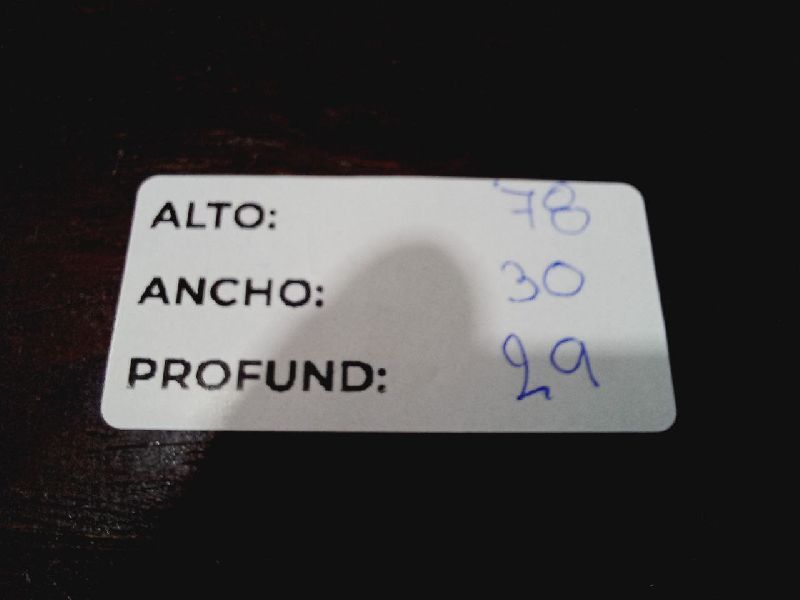 ALTO: 78
ANCHO: 30
PROFUND: 29